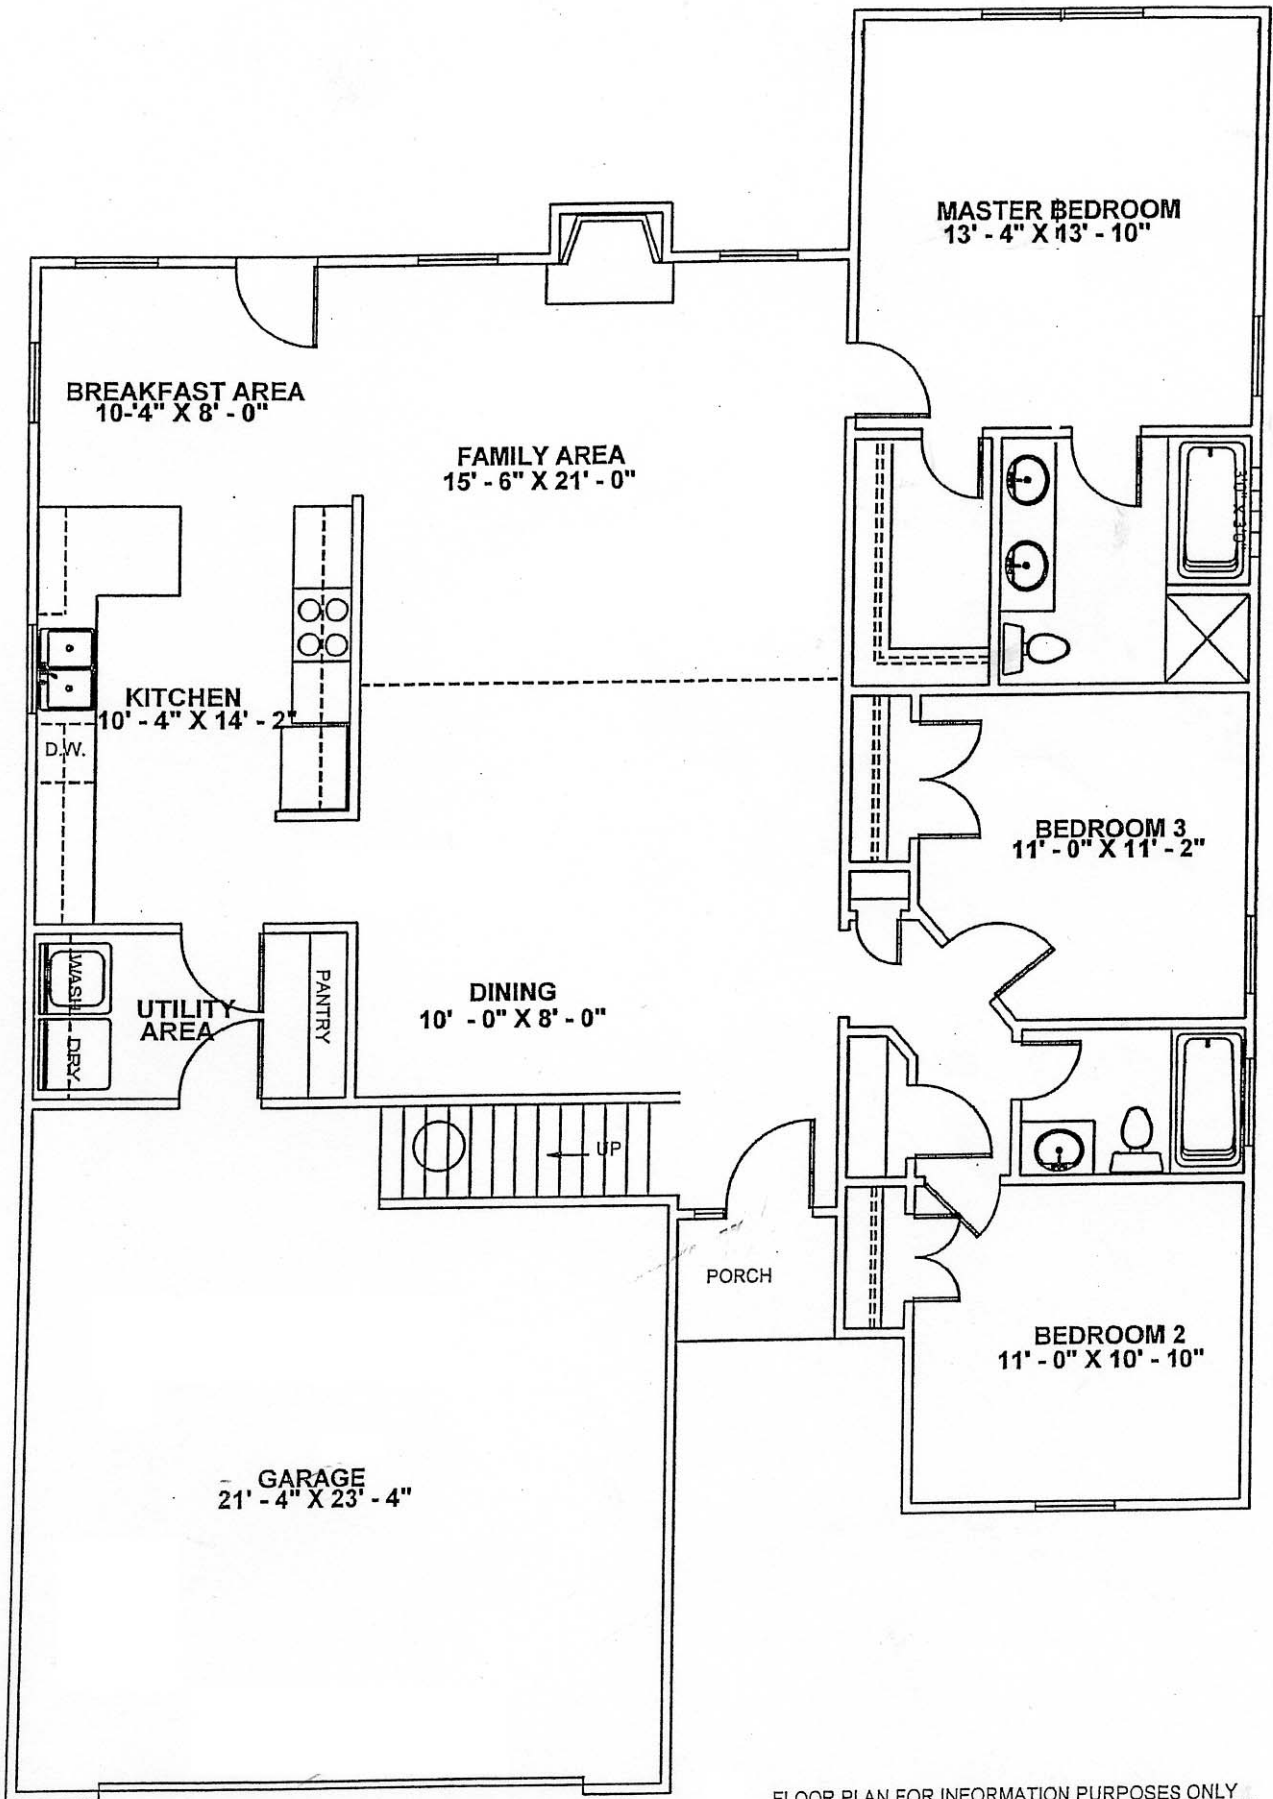 MASTER BEDROOM
13' - 4" X 13' - 10"
BREAKFAST AREA
10-'4" X 8' - 0"
FAMILY AREA
15' - 6" X 21' - 0"
3'0" X 3'0"
KITCHEN
10' - 4" X 14' - 2"
D.W.
BEDROOM 3
11' - 0" X 11' - 2"
WASH
DRY
UTILITY
AREA
PANTRY
DINING
10' - 0" X 8' - 0"
UP
PORCH
BEDROOM 2
11' - 0" X 10' - 10"
GARAGE
21' - 4" X 23' - 4"
FLOOR PLAN FOR INFORMATION PURPOSES ONLY